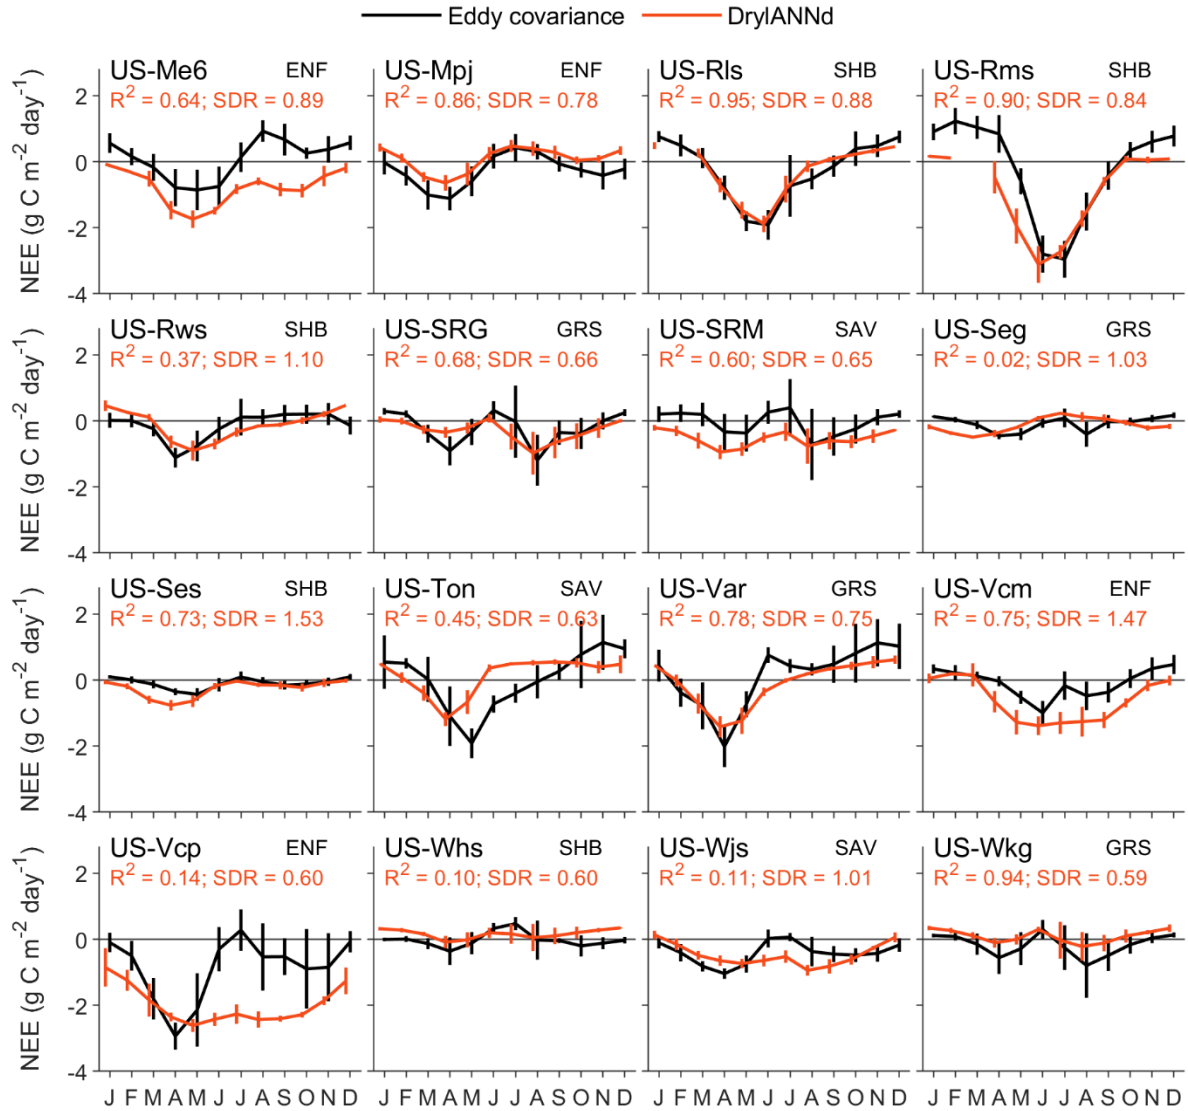 Eddy covariance DrylANNd
US-Me6 ENF US-Mpj ENF US-Rls SHB US-Rms SHB
R² = 0.64; SDR = 0.89 R² = 0.86; SDR = 0.78 R² = 0.95; SDR = 0.88 R² = 0.90; SDR = 0.84
NEE (g C m⁻² day⁻¹)
2
0
-2
-4
US-Rws SHB US-SRG GRS US-SRM SAV US-Seg GRS
R² = 0.37; SDR = 1.10 R² = 0.68; SDR = 0.66 R² = 0.60; SDR = 0.65 R² = 0.02; SDR = 1.03
NEE (g C m⁻² day⁻¹)
2
0
-2
-4
US-Ses SHB US-Ton SAV US-Var GRS US-Vcm ENF
R² = 0.73; SDR = 1.53 R² = 0.45; SDR = 0.63 R² = 0.78; SDR = 0.75 R² = 0.75; SDR = 1.47
NEE (g C m⁻² day⁻¹)
2
0
-2
-4
US-Vcp ENF US-Whs SHB US-Wjs SAV US-Wkg GRS
R² = 0.14; SDR = 0.60 R² = 0.10; SDR = 0.60 R² = 0.11; SDR = 1.01 R² = 0.94; SDR = 0.59
NEE (g C m⁻² day⁻¹)
2
0
-2
-4
J F M A M J J A S O N D J F M A M J J A S O N D J F M A M J J A S O N D J F M A M J J A S O N D